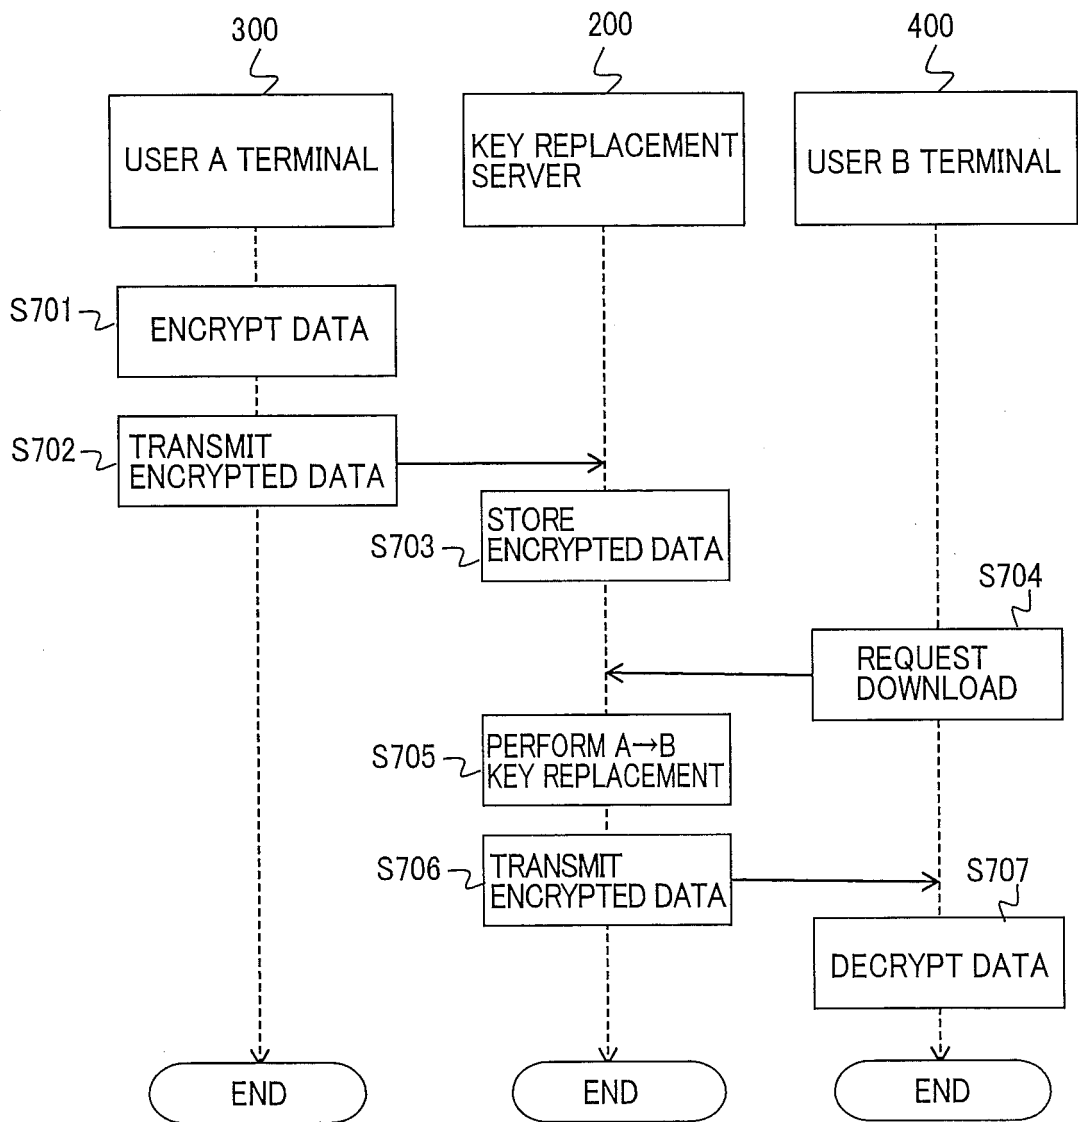 300
200
400
USER A TERMINAL
KEY REPLACEMENT
SERVER
USER B TERMINAL
S701
ENCRYPT DATA
S702
TRANSMIT
ENCRYPTED DATA
S703
STORE
ENCRYPTED DATA
S704
REQUEST
DOWNLOAD
S705
PERFORM A→B
KEY REPLACEMENT
S706
TRANSMIT
ENCRYPTED DATA
S707
DECRYPT DATA
END
END
END